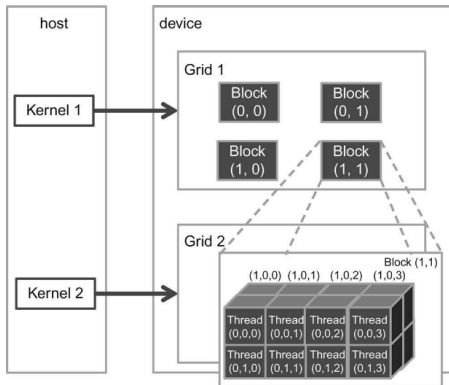 host
device
Grid 1
Kernel 1
Block
(0, 0)
Block
(0, 1)
Block
(1, 0)
Block
(1, 1)
Grid 2
Block (1,1)
(1,0,0) (1,0,1) (1,0,2) (1,0,3)
Kernel 2
Thread Thread Thread Thread
(0,0,0) (0,0,1) (0,0,2) (0,0,3)
Thread Thread Thread Thread
(0,1,0) (0,1,1) (0,1,2) (0,1,3)